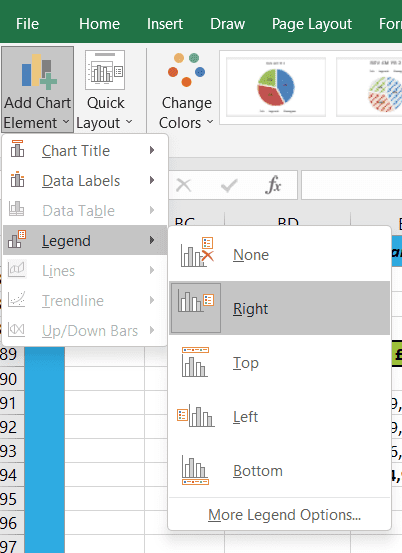 File Home Insert Draw Page Layout
Add Chart Element
Quick Layout
Change Colors
Chart Title
Data Labels
Data Table
Legend
Lines
Trendline
Up/Down Bars
fx
BC BD
None
Right
Top
Left
Bottom
More Legend Options...
89 £
90
91
92
93
94
95
96
97